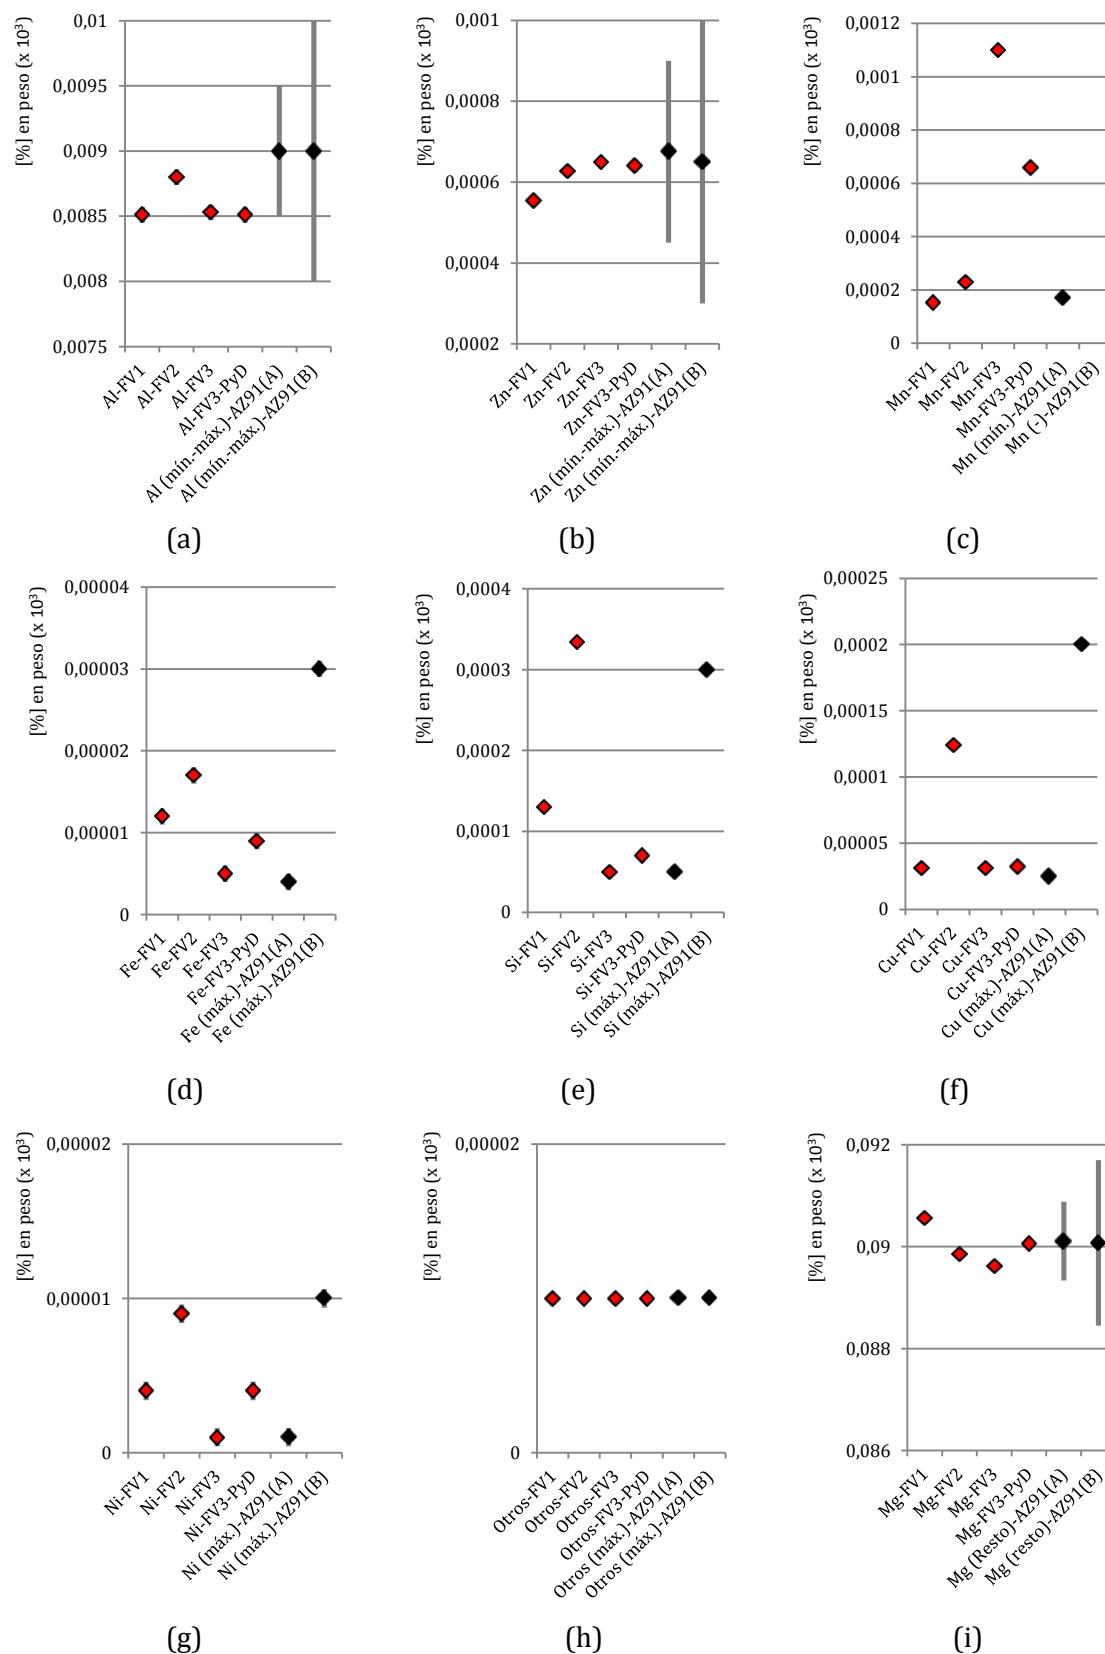 [%] en peso (x 10³)
0,01
0,0095
0,009
0,0085
0,008
0,0075
Al-FV1
Al-FV2
Al-FV3
Al-FV3-PyD
Al (mín.-máx.)-AZ91(A)
Al (mín.-máx.)-AZ91(B)
(a)
[%] en peso (x 10³)
0,001
0,0008
0,0006
0,0004
0,0002
Zn-FV1
Zn-FV2
Zn-FV3
Zn-FV3-PyD
Zn (mín-máx.)-AZ91(A)
Zn (mín-máx.)-AZ91(B)
(b)
[%] en peso (x 10³)
0,0012
0,001
0,0008
0,0006
0,0004
0,0002
0
Mn-FV1
Mn-FV2
Mn-FV3
Mn-FV3-PyD
Mn (mín.)-AZ91(A)
Mn (-)-AZ91(B)
(c)
[%] en peso (x 10³)
0,00004
0,00003
0,00002
0,00001
0
Fe-FV1
Fe-FV2
Fe-FV3
Fe-FV3-PyD
Fe (máx.)-AZ91(A)
Fe (máx.)-AZ91(B)
(d)
[%] en peso (x 10³)
0,0004
0,0003
0,0002
0,0001
0
Si-FV1
Si-FV2
Si-FV3
Si-FV3-PyD
Si (máx.)-AZ91(A)
Si (máx.)-AZ91(B)
(e)
[%] en peso (x 10³)
0,00025
0,0002
0,00015
0,0001
0,00005
0
Cu-FV1
Cu-FV2
Cu-FV3
Cu-FV3-PyD
Cu (máx.)-AZ91(A)
Cu (máx.)-AZ91(B)
(f)
[%] en peso (x 10³)
0,00002
0,00001
0
Ni-FV1
Ni-FV2
Ni-FV3
Ni-FV3-PyD
Ni (máx.)-AZ91(A)
Ni (máx.)-AZ91(B)
(g)
[%] en peso (x 10³)
0,00002
0
Otros-FV1
Otros-FV2
Otros-FV3
Otros-FV3-PyD
Otros (máx.)-AZ91(A)
Otros (máx.)-AZ91(B)
(h)
[%] en peso (x 10³)
0,092
0,09
0,088
0,086
Mg-FV1
Mg-FV2
Mg-FV3
Mg-FV3-PyD
Mg (Resto)-AZ91(A)
Mg (resto)-AZ91(B)
(i)